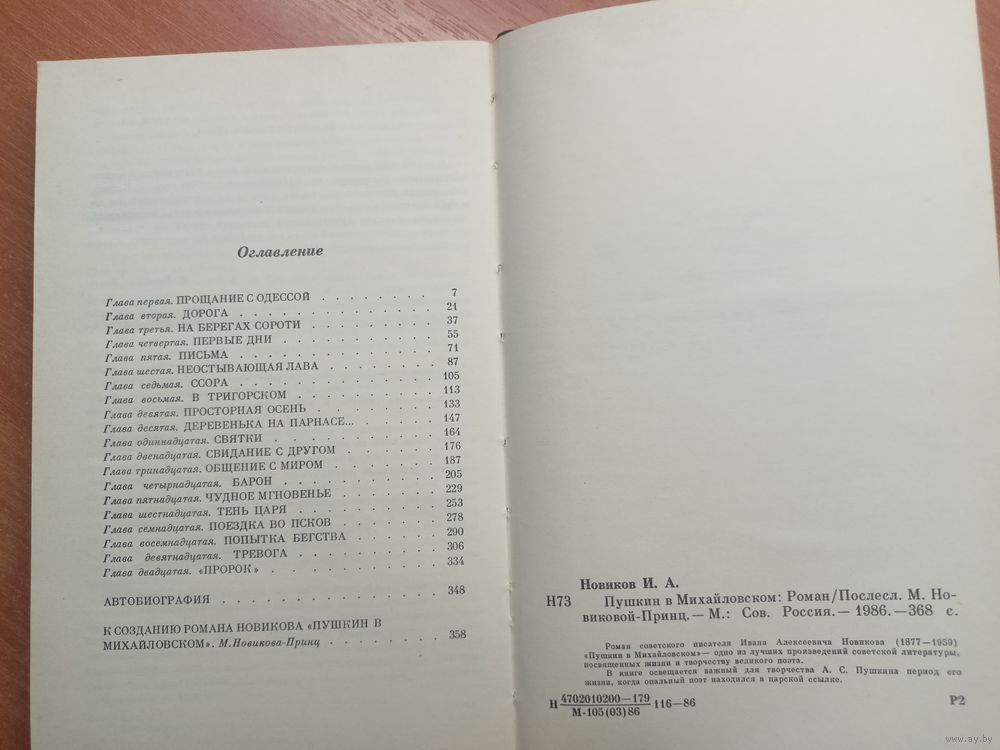 Оглавление
Глава первая. ПРОЩАНИЕ С ОДЕССОЙ . . . . . . . . 7
Глава вторая. ДОРОГА . . . . . . . . . . . . . . 21
Глава третья. НА БЕРЕГАХ СОРОТИ . . . . . . . . . 37
Глава четвертая. ПЕРВЫЕ ДНИ . . . . . . . . . . . 55
Глава пятая. ПИСЬМА . . . . . . . . . . . . . . 71
Глава шестая. НЕОСТЫВАЮЩАЯ ЛАВА . . . . . . . . 87
Глава седьмая. ССОРА . . . . . . . . . . . . . . 105
Глава восьмая. В ТРИГОРСКОМ . . . . . . . . . . 113
Глава девятая. ПРОСТОРНАЯ ОСЕНЬ . . . . . . . . 133
Глава десятая. ДЕРЕВЕНЬКА НА ПАРНАСЕ... . . . . . 147
Глава одиннадцатая. СВЯТКИ . . . . . . . . . . . 164
Глава двенадцатая. СВИДАНИЕ С ДРУГОМ . . . . . . 176
Глава тринадцатая. ОБЩЕНИЕ С МИРОМ . . . . . . . 187
Глава четырнадцатая. БАРОН . . . . . . . . . . . 205
Глава пятнадцатая. ЧУДНОЕ МГНОВЕНЬЕ . . . . . . . 229
Глава шестнадцатая. ТЕНЬ ЦАРЯ . . . . . . . . . . 253
Глава семнадцатая. ПОЕЗДКА ВО ПСКОВ . . . . . . . 278
Глава восемнадцатая. ПОПЫТКА БЕГСТВА . . . . . . 290
Глава девятнадцатая. ТРЕВОГА . . . . . . . . . . 306
Глава двадцатая. «ПРОРОК» . . . . . . . . . . . 334
АВТОБИОГРАФИЯ . . . . . . . . . . . . . . . 348
К СОЗДАНИЮ РОМАНА НОВИКОВА «ПУШКИН В
МИХАЙЛОВСКОМ». М.Новикова-Принц . . . . . . . . 358
Новиков И. А.
Н73 Пушкин в Михайловском: Роман/Послесл. М. Но-
виковой-Принц.— М.: Сов. Россия.— 1986.—368 с.
Роман советского писателя Ивана Алексеевича Новикова (1877—1959)
«Пушкин в Михайловском»— одно из лучших произведений советской литературы,
посвященных жизни и творчеству великого поэта.
В книге освещается важный для творчества А. С. Пушкина период его
жизни, когда опальный поэт находился в царской ссылке.
Н 4702010200—179 116—86 Р2
М-105(03)86
www.ay.by